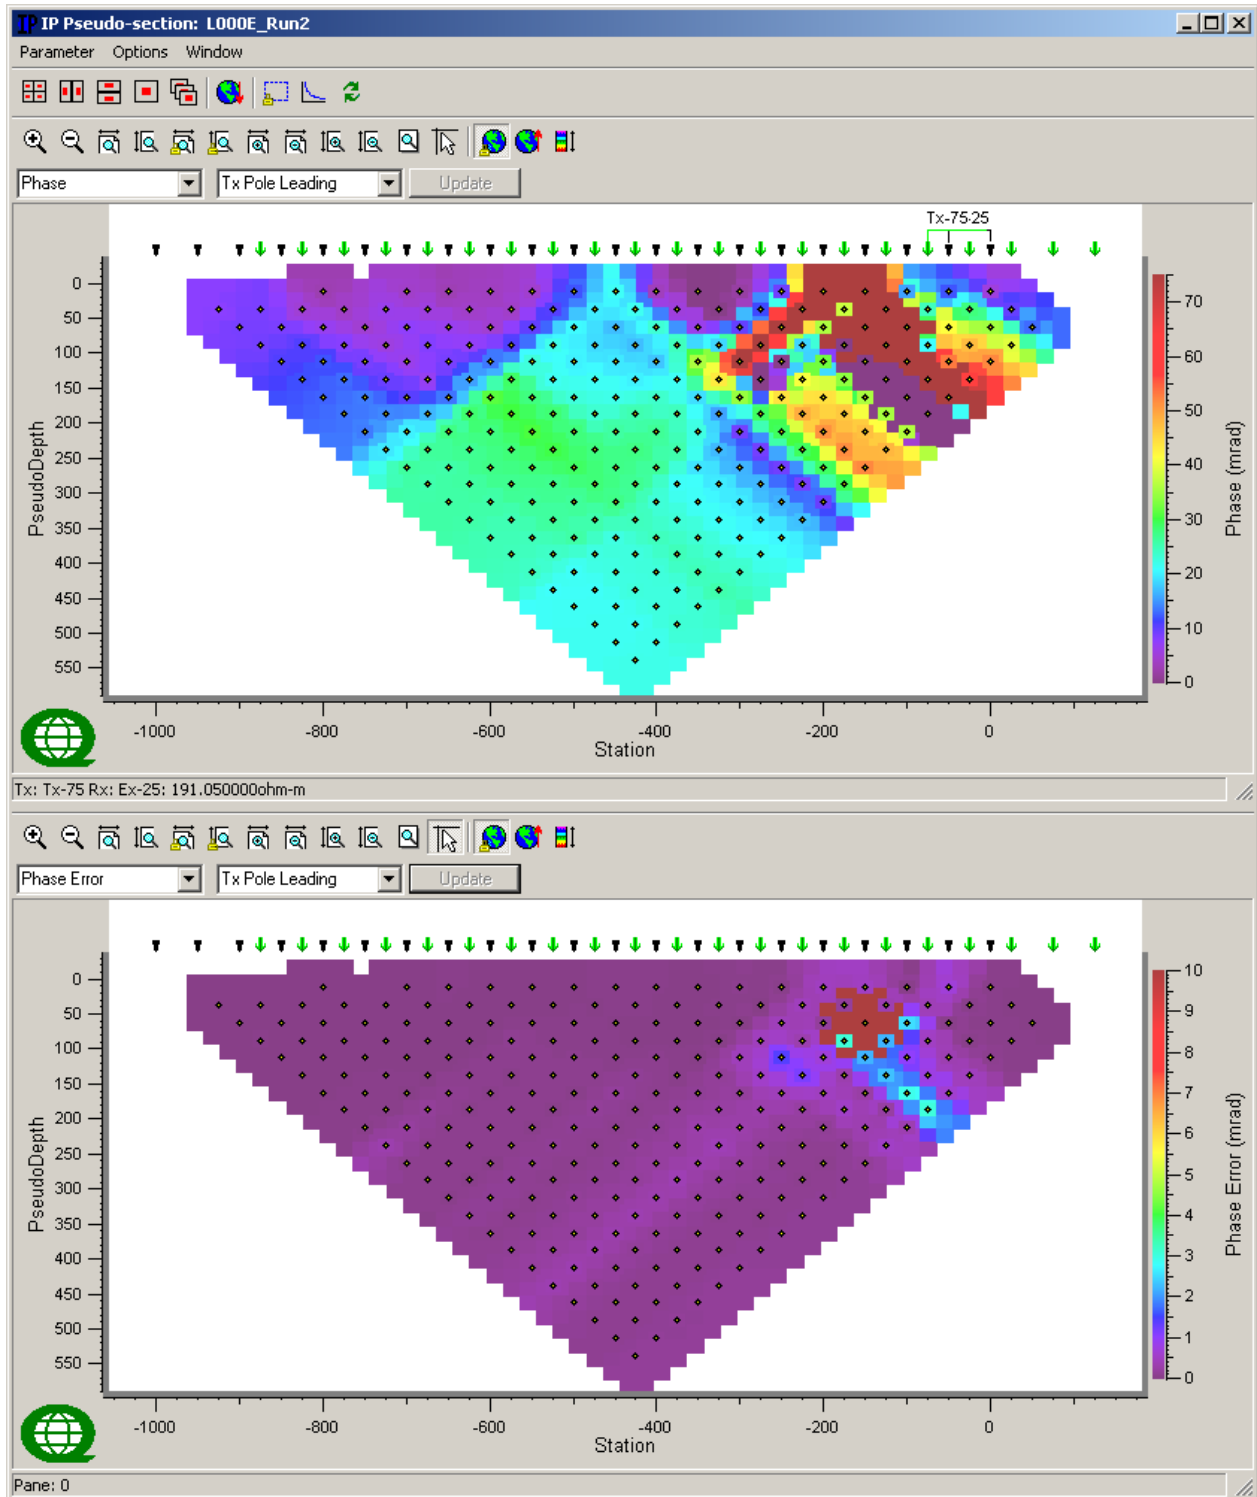 IP IP Pseudo-section: L000E_Run2
Parameter Options Window
Phase Tx Pole Leading Update
Tx-75-25
0
50
100
150
200
250
300
350
400
450
500
550
PseudoDepth
-1000 -800 -600 -400 -200 0
Station
70
60
50
40
30
20
10
0
Phase (mrad)
Tx: Tx-75 Rx: Ex-25: 191.050000ohm-m
Phase Error Tx Pole Leading Update
0
50
100
150
200
250
300
350
400
450
500
550
PseudoDepth
-1000 -800 -600 -400 -200 0
Station
10
9
8
7
6
5
4
3
2
1
0
Phase Error (mrad)
Pane: 0